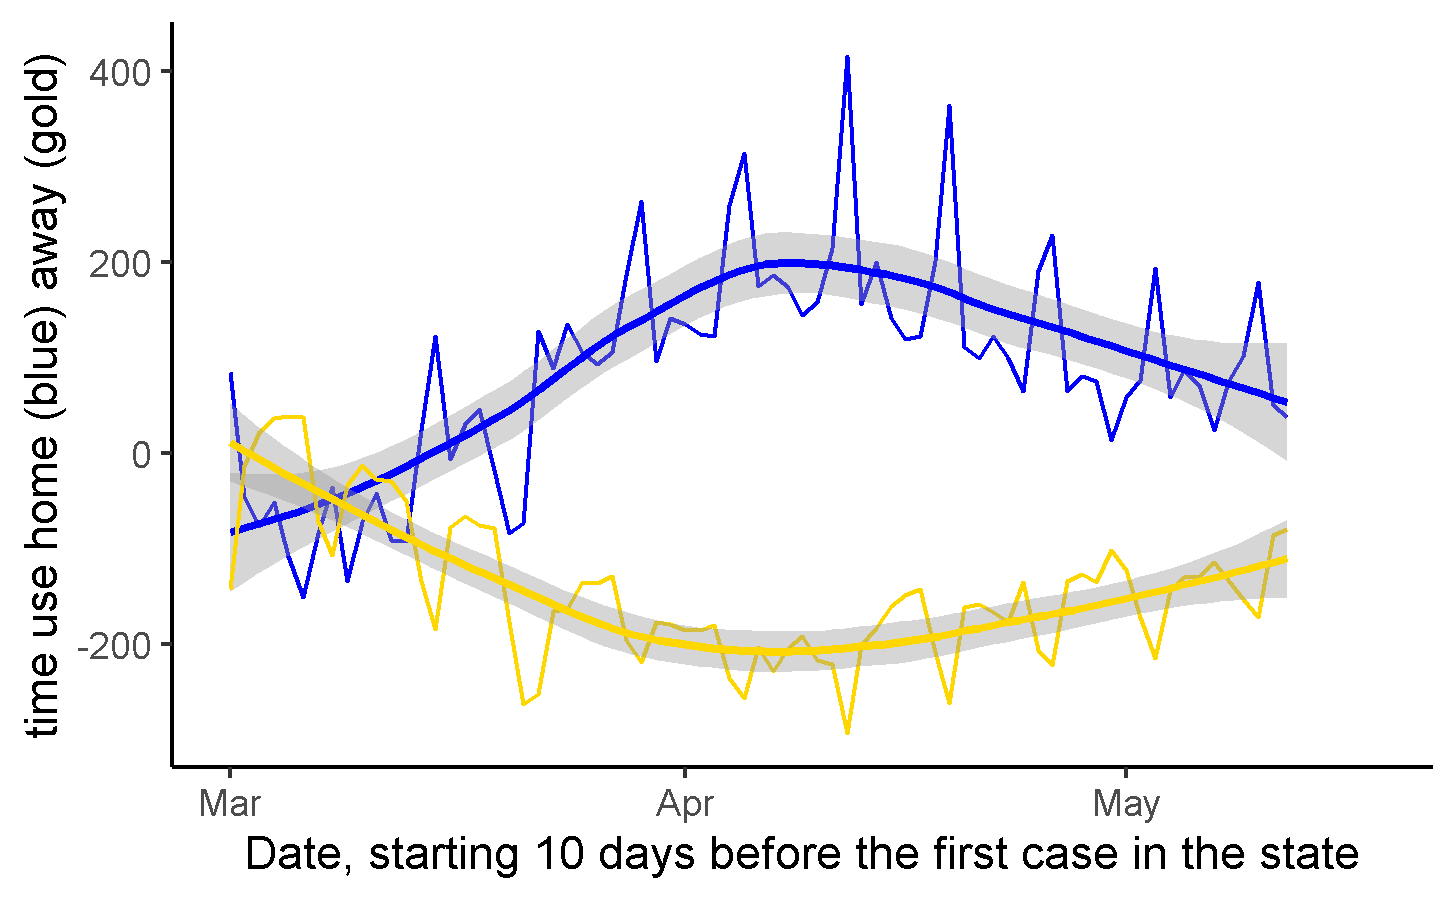 time use home (blue) away (gold)
400
200
0
-200
Mar
Apr
May
Date, starting 10 days before the first case in the state